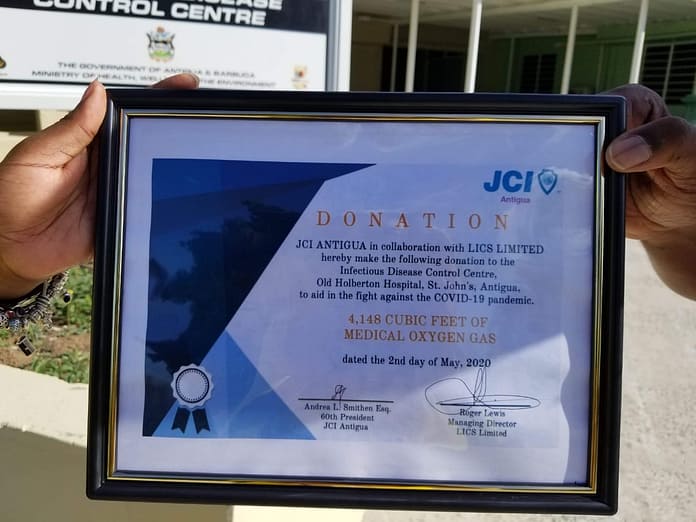 CONTROL CENTRE
THE GOVERNMENT OF ANTIGUA & BARBUDA
MINISTRY OF HEALTH, THE ENVIRONMENT
JCI
Antigua
DONATION
JCI ANTIGUA in collaboration with LICS LIMITED
hereby make the following donation to the
Infectious Disease Control Centre,
Old Holberton Hospital, St. John's, Antigua,
to aid in the fight against the COVID-19 pandemic.
4,148 CUBIC FEET OF
MEDICAL OXYGEN GAS
dated the 2nd day of May, 2020
Andrea L. Smithen Esq.
60th President
JCI Antigua
Roger Lewis
Managing Director
LICS Limited